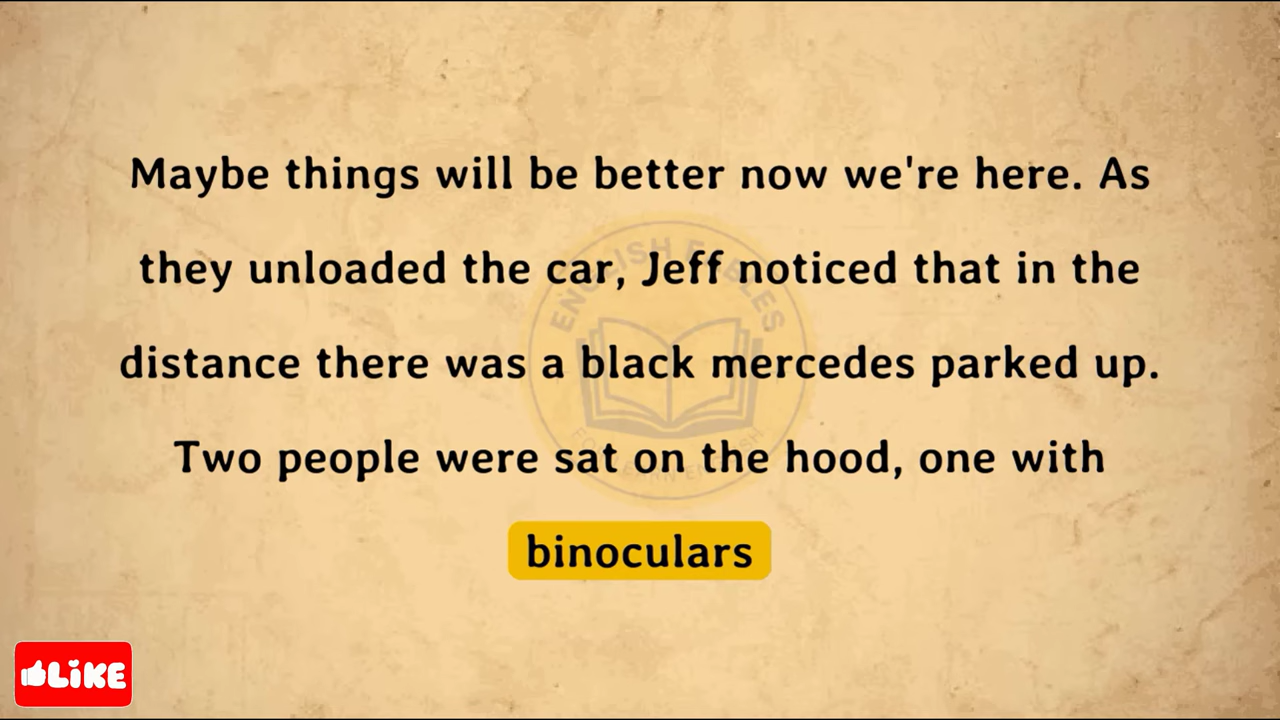 Maybe things will be better now we're here. As
they unloaded the car, Jeff noticed that in the
distance there was a black mercedes parked up.
Two people were sat on the hood, one with
binoculars
LIKE